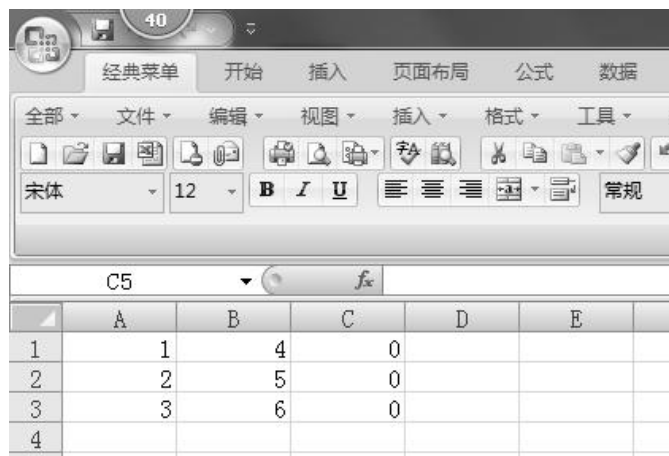 40
经典菜单 开始 插入 页面布局 公式 数据
全部 文件 编辑 视图 插入 格式 工具
宋体 12 B I U 常规
C5 fx
A B C D E
1 1 4 0
2 2 5 0
3 3 6 0
4